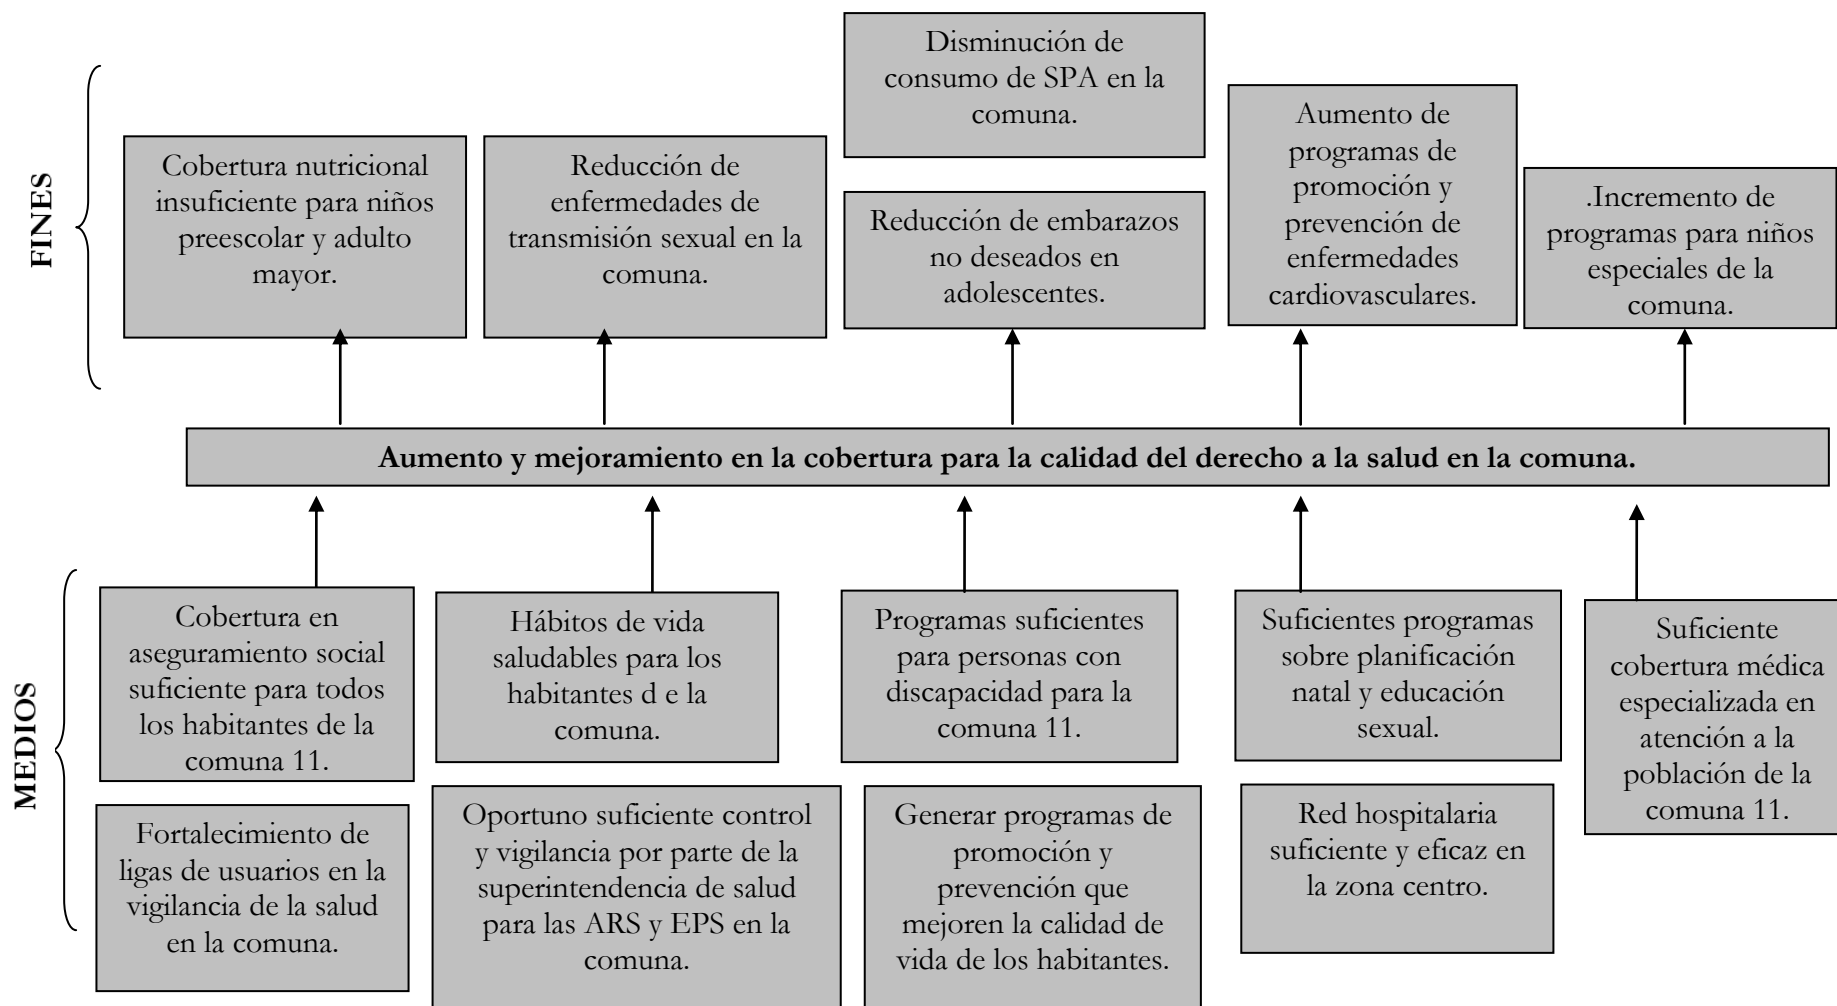 FINES
Disminución de
consumo de SPA en la
comuna.
Cobertura nutricional
insuficiente para niños
preescolar y adulto
mayor.
Reducción de
enfermedades de
transmisión sexual en la
comuna.
Reducción de embarazos
no deseados en
adolescentes.
Aumento de
programas de
promoción y
prevención de
enfermedades
cardiovasculares.
.Incremento de
programas para niños
especiales de la
comuna.
Aumento y mejoramiento en la cobertura para la calidad del derecho a la salud en la comuna.
MEDIOS
Cobertura en
aseguramiento social
suficiente para todos
los habitantes de la
comuna 11.
Hábitos de vida
saludables para los
habitantes d e la
comuna.
Programas suficientes
para personas con
discapacidad para la
comuna 11.
Suficientes programas
sobre planificación
natal y educación
sexual.
Suficiente
cobertura médica
especializada en
atención a la
población de la
comuna 11.
Fortalecimiento de
ligas de usuarios en la
vigilancia de la salud
en la comuna.
Oportuno suficiente control
y vigilancia por parte de la
superintendencia de salud
para las ARS y EPS en la
comuna.
Generar programas de
promoción y
prevención que
mejoren la calidad de
vida de los habitantes.
Red hospitalaria
suficiente y eficaz en
la zona centro.